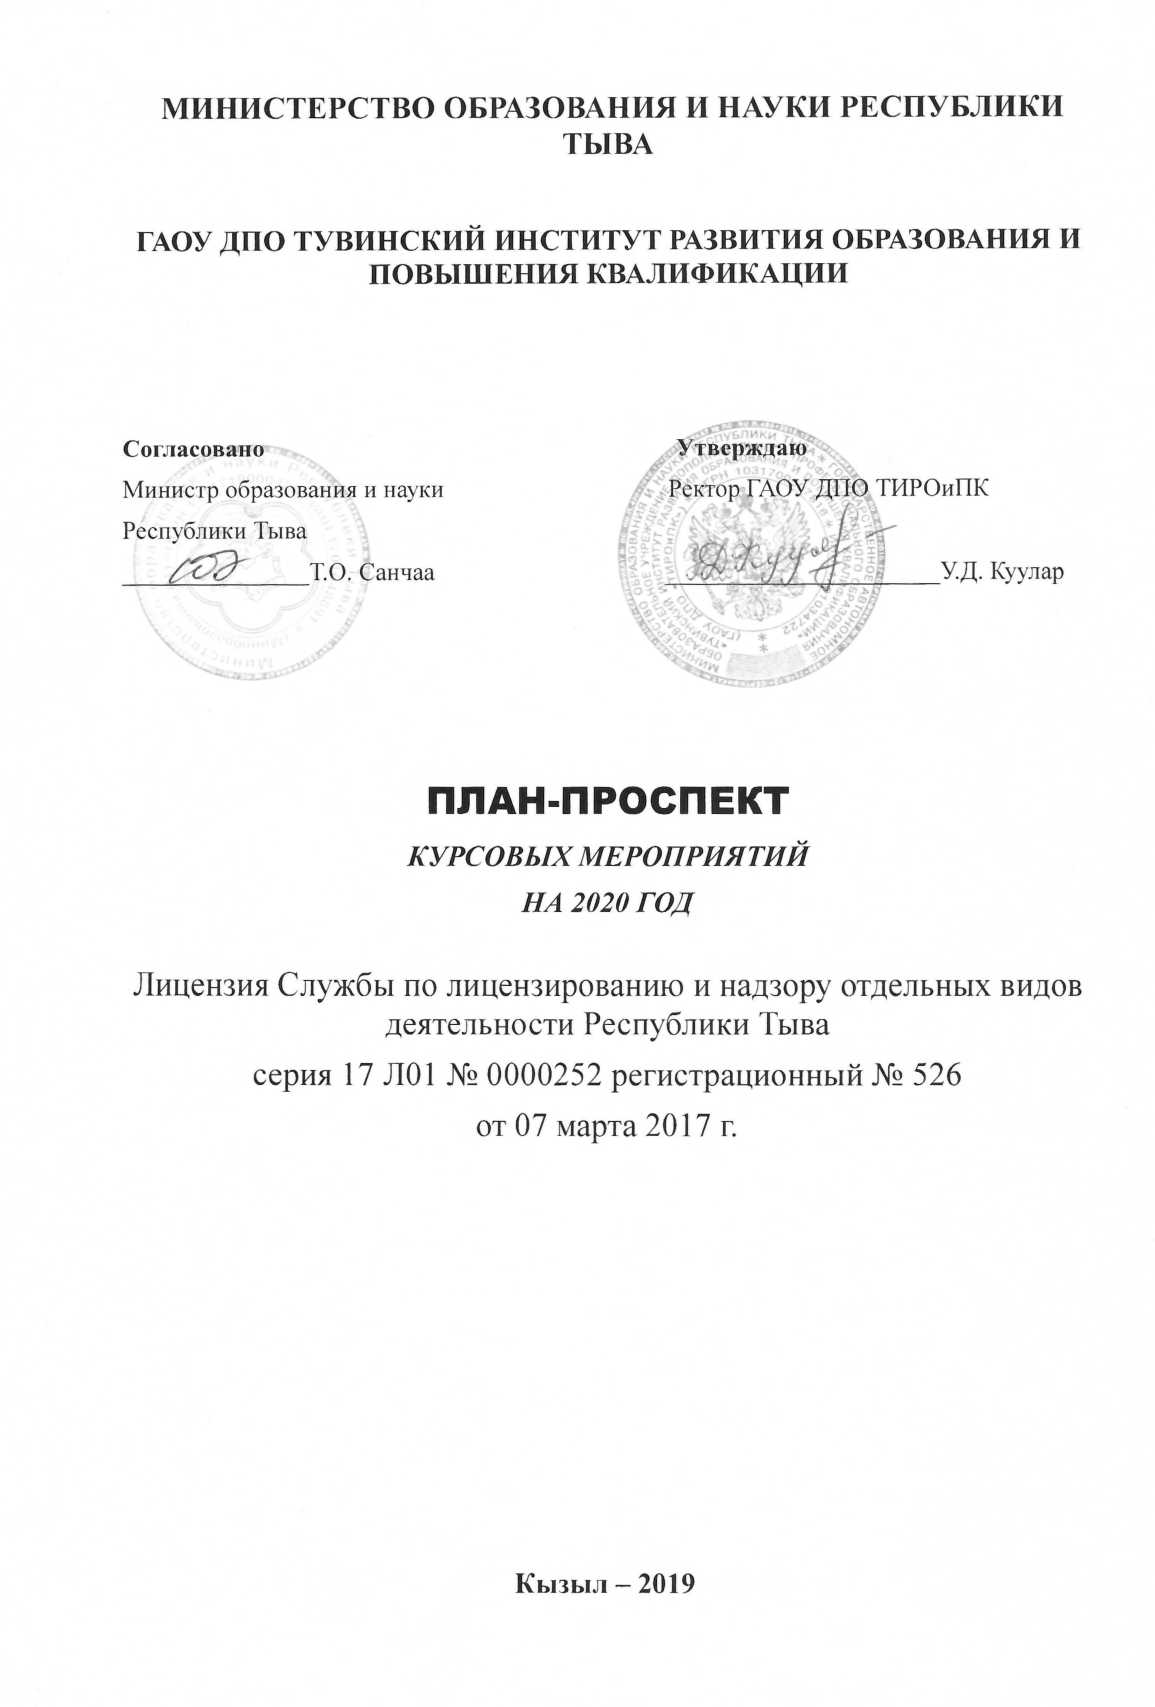 МИНИСТЕРСТВО ОБРАЗОВАНИЯ И НАУКИ РЕСПУБЛИКИ
ТЫВА
ГАОУ ДПО ТУВИНСКИЙ ИНСТИТУТ РАЗВИТИЯ ОБРАЗОВАНИЯ И
ПОВЫШЕНИЯ КВАЛИФИКАЦИИ
Согласовано
Министр образования и науки
Республики Тыва
Т.О. Санчаа
Утверждаю
Ректор ГАОУ ДПО ТИРОиПК
У.Д. Куулар
ПЛАН-ПРОСПЕКТ
КУРСОВЫХ МЕРОПРИЯТИЙ
НА 2020 ГОД
Лицензия Службы по лицензированию и надзору отдельных видов
деятельности Республики Тыва
серия 17 Л01 № 0000252 регистрационный № 526
от 07 марта 2017 г.
Кызыл – 2019